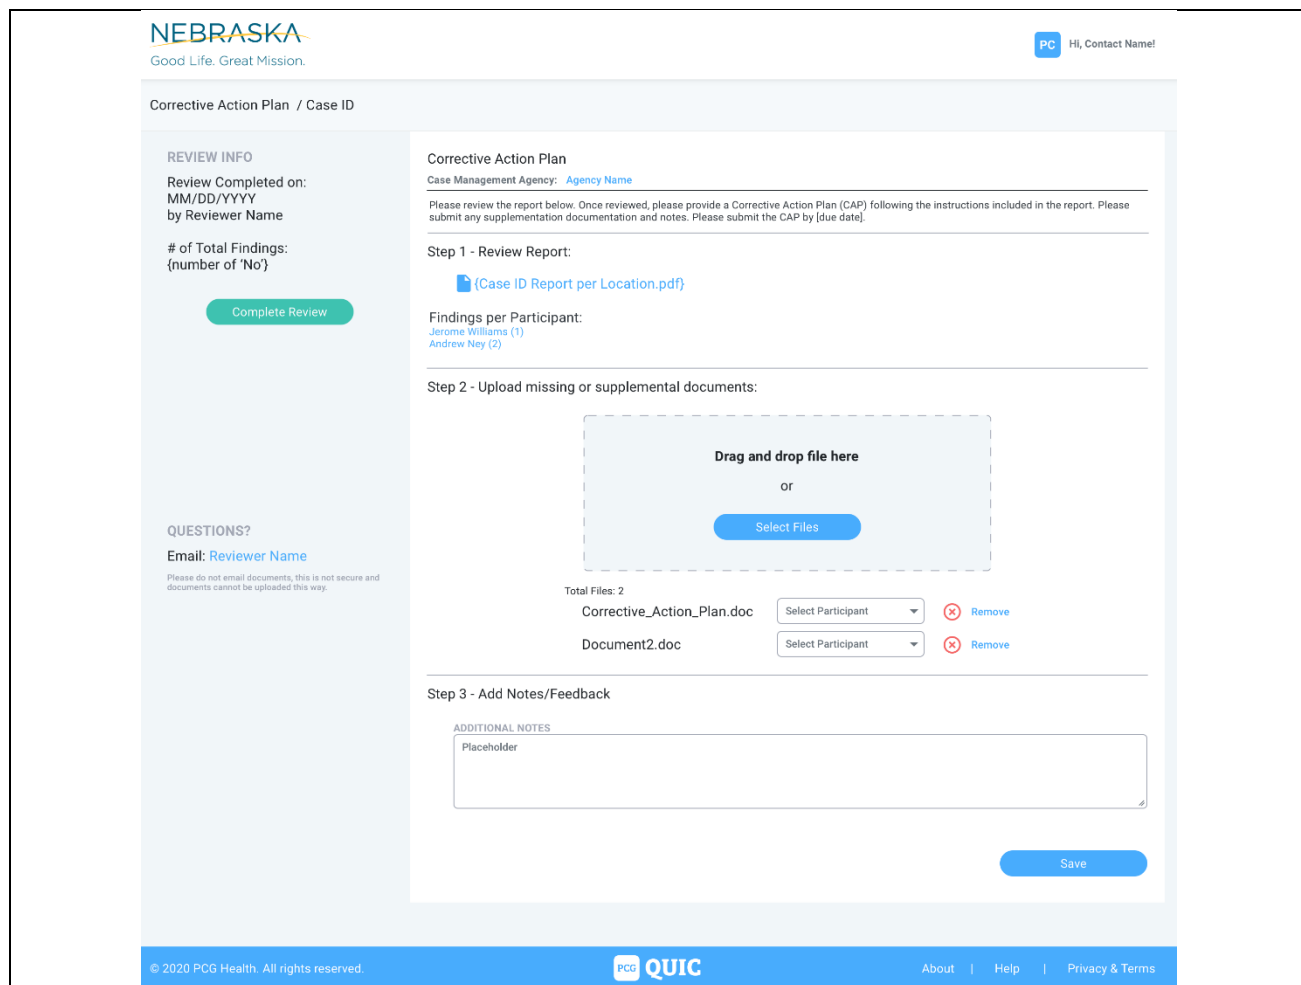 NEBRASKA
Good Life. Great Mission.
PC Hi, Contact Name!
Corrective Action Plan / Case ID
REVIEW INFO
Review Completed on:
MM/DD/YYYY
by Reviewer Name
# of Total Findings:
{number of ‘No’}
Complete Review
QUESTIONS?
Email: Reviewer Name
Please do not email documents, this is not secure and
documents cannot be uploaded this way.
Corrective Action Plan
Case Management Agency: Agency Name
Please review the report below. Once reviewed, please provide a Corrective Action Plan (CAP) following the instructions included in the report. Please
submit any supplementation documentation and notes. Please submit the CAP by [due date].
Step 1 - Review Report:
{Case ID Report per Location.pdf}
Findings per Participant:
Jerome Williams (1)
Andrew Ney (2)
Step 2 - Upload missing or supplemental documents:
Drag and drop file here
or
Select Files
Total Files: 2
Corrective_Action_Plan.doc Select Participant Remove
Document2.doc Select Participant Remove
Step 3 - Add Notes/Feedback
ADDITIONAL NOTES
Placeholder
Save
© 2020 PCG Health. All rights reserved. PCG QUIC About | Help | Privacy & Terms